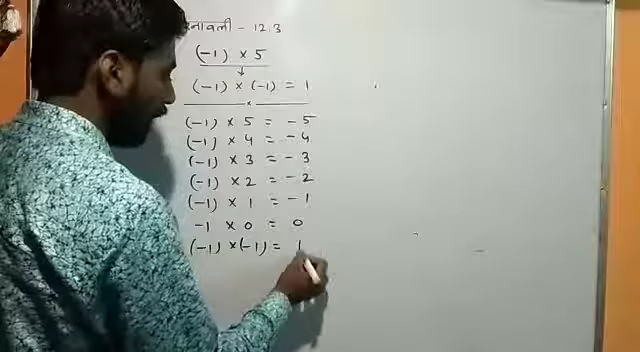 नावली - 12.3
(-1) × 5
(-1) × (-1) = 1
(-1) × 5 = -5
(-1) × 4 = -4
(-1) × 3 = -3
(-1) × 2 = -2
(-1) × 1 = -1
-1 × 0 = 0
(-1) × (-1) = 1